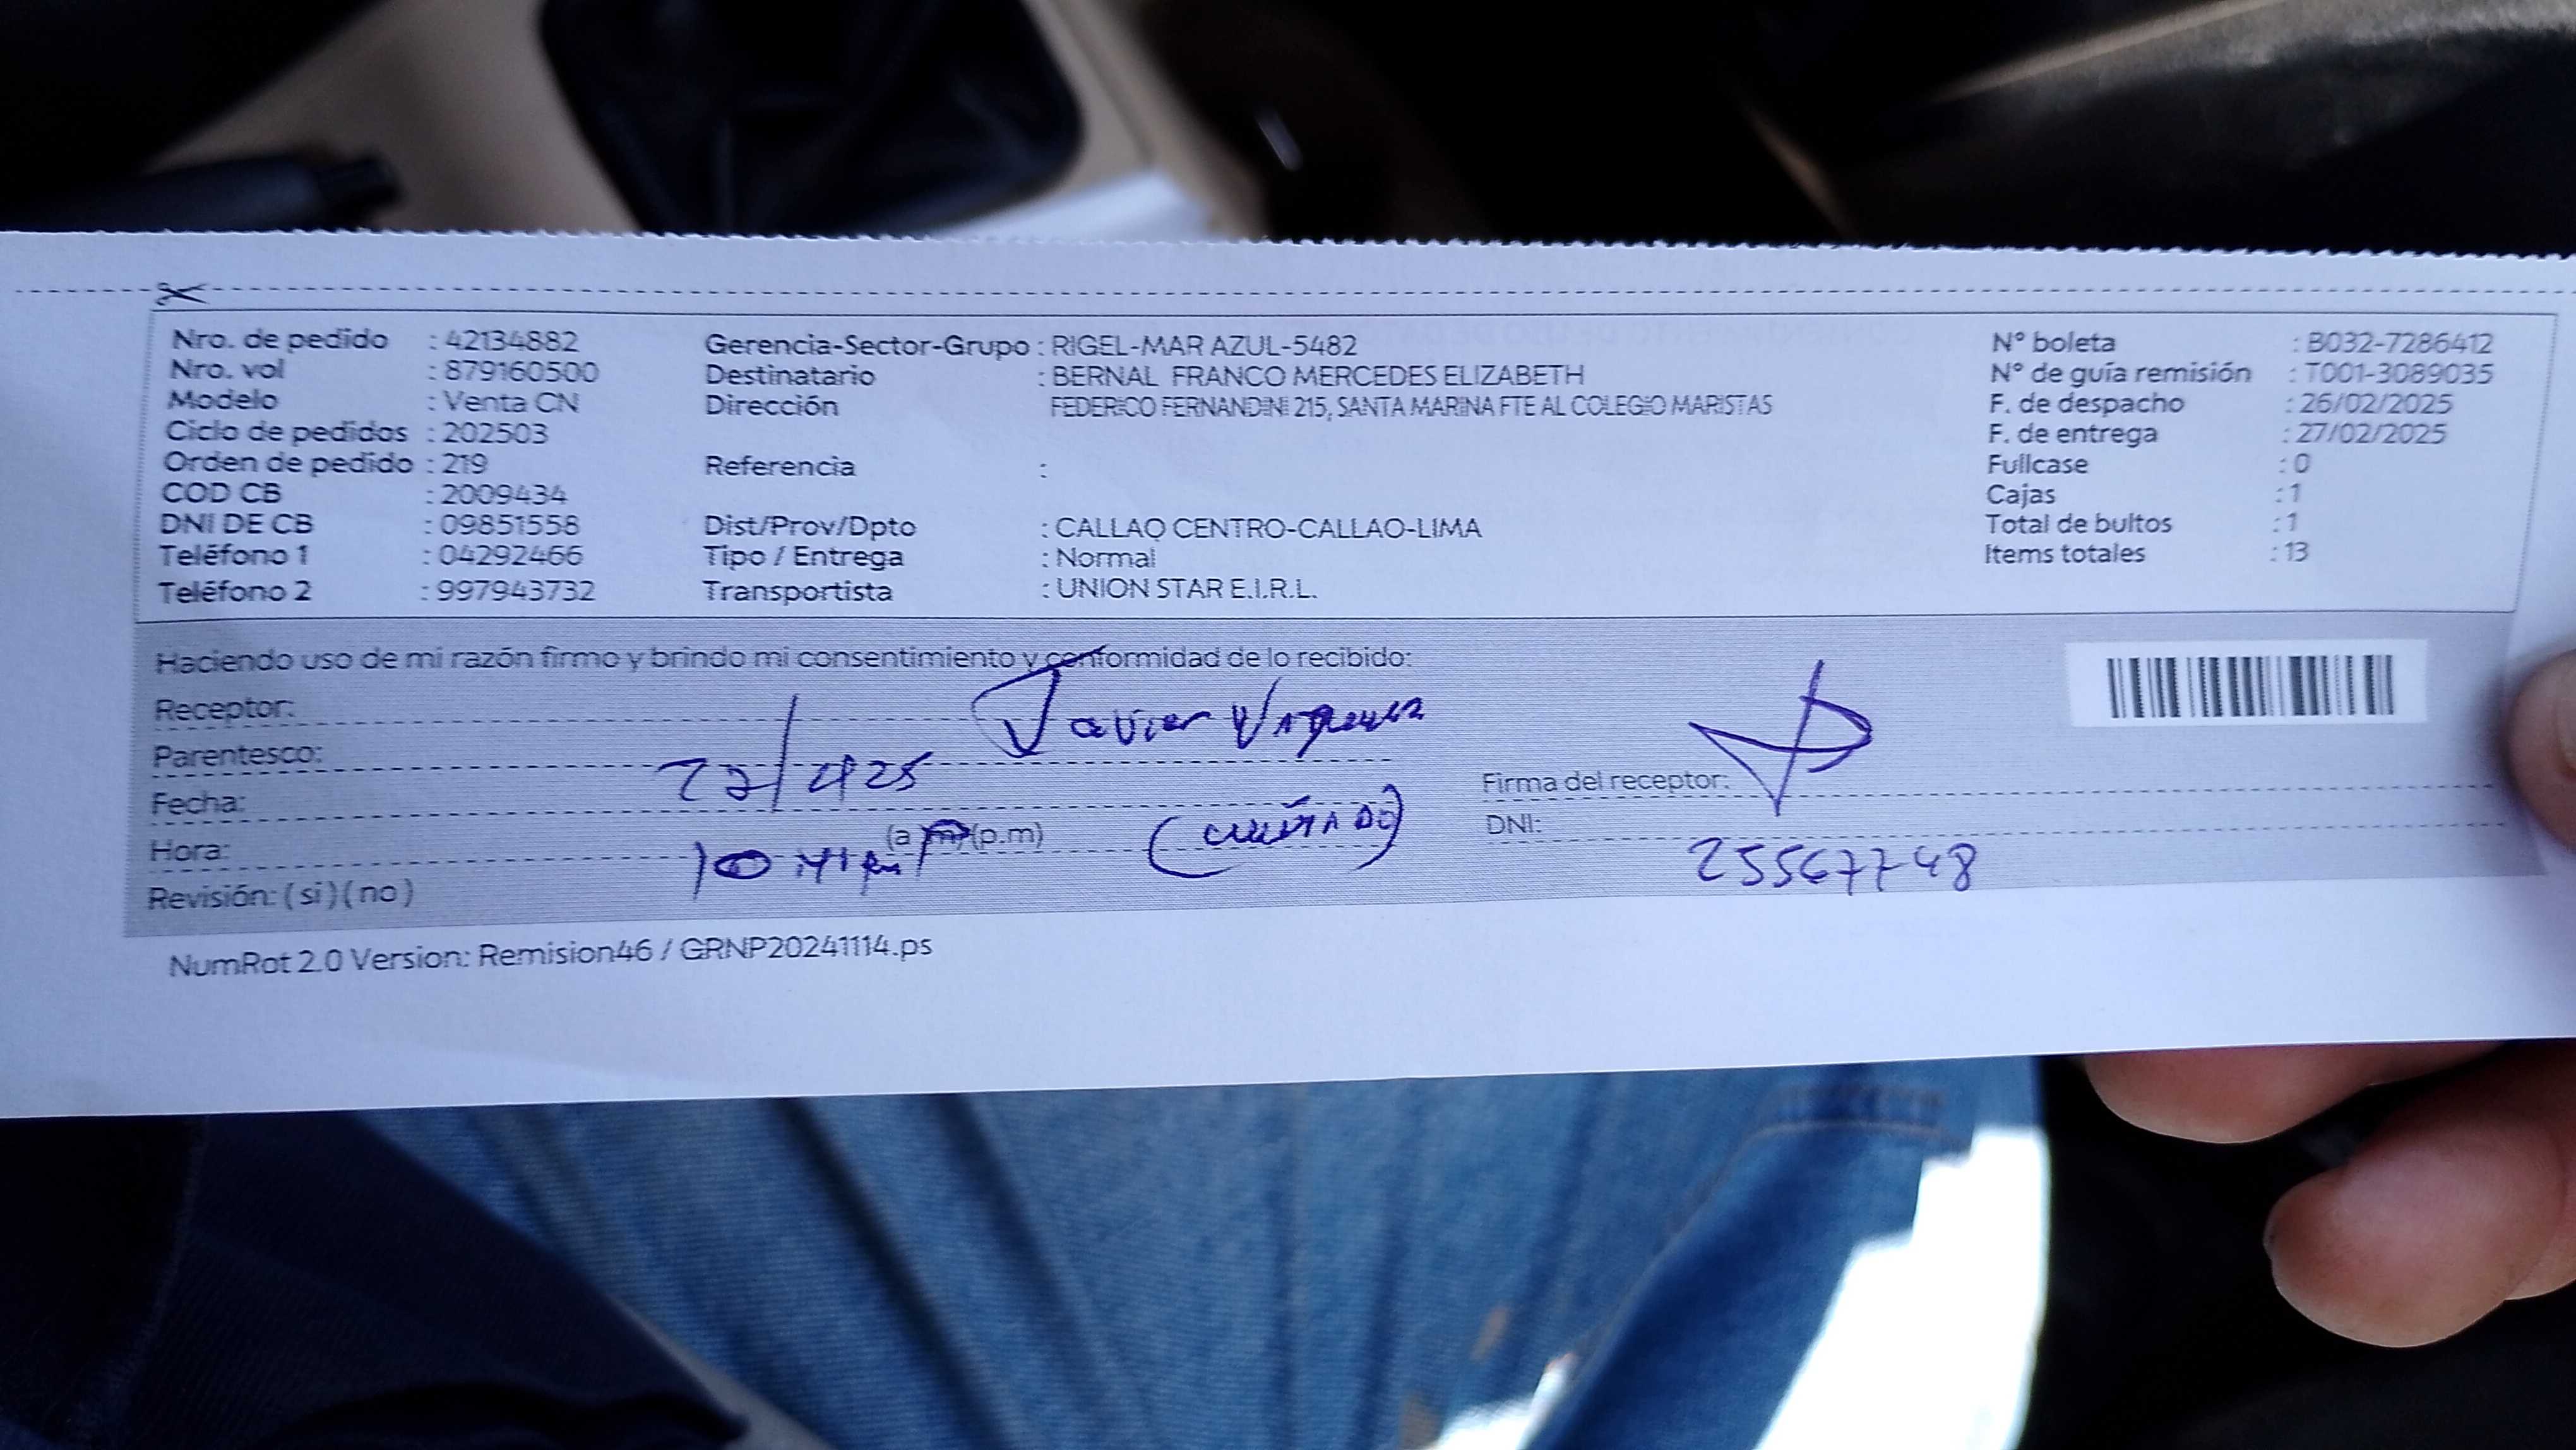 Nro. de pedido : 42134882
Nro. vol : 879160500
Modelo : Venta CN
Ciclo de pedidos : 202503
Orden de pedido : 219
COD CB : 2009434
DNI DE CB : 09851558
Teléfono 1 : 04292466
Teléfono 2 : 997943732
Gerencia-Sector-Grupo : RIGEL-MAR AZUL-5482
Destinatario : BERNAL FRANCO MERCEDES ELIZABETH
Dirección FEDERICO FERNANDINI 215, SANTA MARINA FTE AL COLEGIO MARISTAS
Referencia :
Dist/Prov/Dpto : CALLAO CENTRO-CALLAO-LIMA
Tipo / Entrega : Normal
Transportista : UNION STAR E.I.R.L.
N° boleta : B032-7286412
N° de guía remisión : T001-3089035
F. de despacho : 26/02/2025
F. de entrega : 27/02/2025
Fullcase : 0
Cajas : 1
Total de bultos : 1
Items totales : 13
Haciendo uso de mi razón firmo y brindo mi consentimiento y conformidad de lo recibido:
Receptor: Javier
Parentesco: (CUÑADO)
Fecha:
Hora: 10 (a m) (p.m)
Revisión: (si) (no)
Firma del receptor:
DNI: 25567748
NumRot 2.0 Version: Remision46 / GRNP20241114.ps